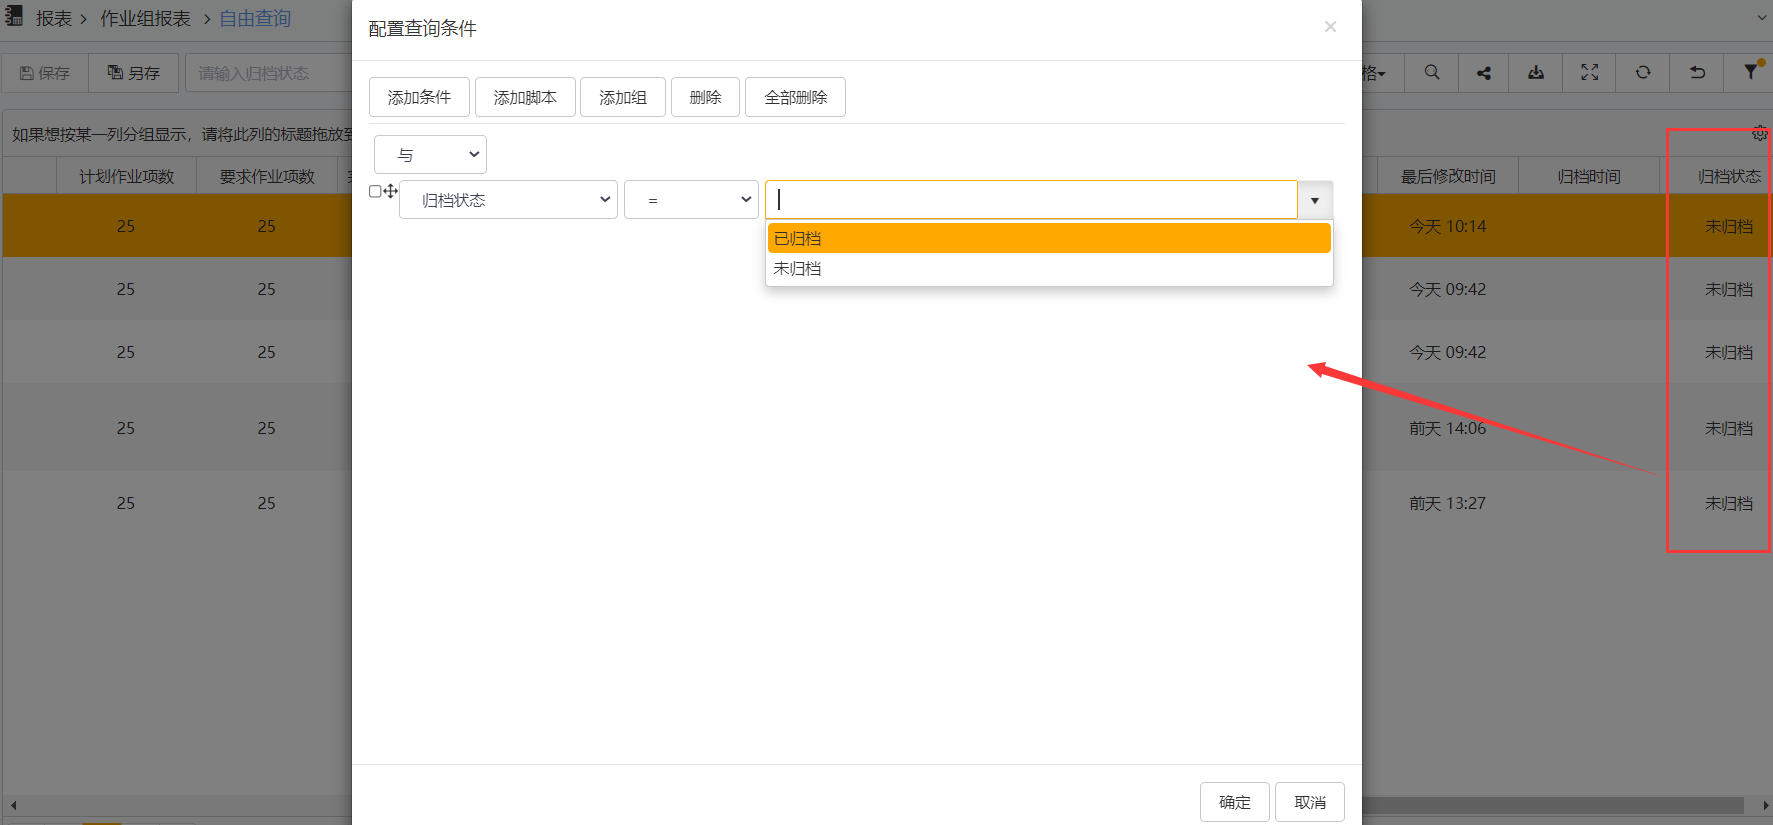 报表 > 作业组报表 > 自由查询
保存 另存 请输入归档状态
格
如果想按某一列分组显示，请将此列的标题拖放到
计划作业项数 要求作业项数
最后修改时间 归档时间 归档状态
25 25 今天 10:14 未归档
25 25 今天 09:42 未归档
25 25 今天 09:42 未归档
25 25 前天 14:06 未归档
25 25 前天 13:27 未归档
配置查询条件
×
添加条件 添加脚本 添加组 删除 全部删除
与
归档状态 =
已归档
未归档
确定 取消